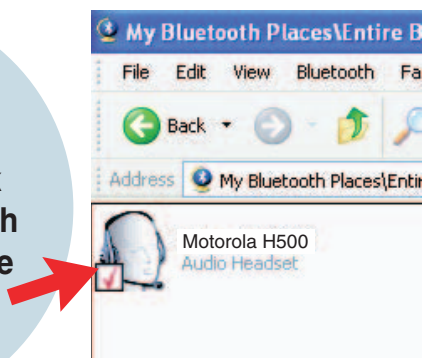 My Bluetooth Places\Entire B
File Edit View Bluetooth Fa
Back
Address My Bluetooth Places\Entir
h
e
Motorola H500
Audio Headset